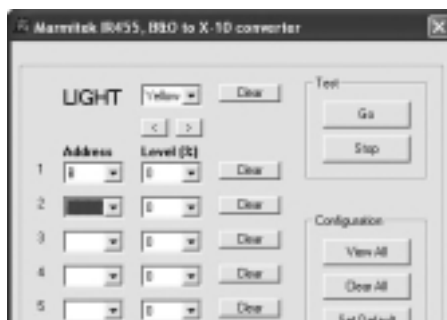 Marmitek IR455, B&O to X-10 converter
LIGHT Yellow Clear
< >
Address Level (%)
1 0 Clear
2 0 Clear
3 0 Clear
4 0 Clear
5 0 Clear
Test
Go
Stop
Configuration
View All
Clear All
Set Default